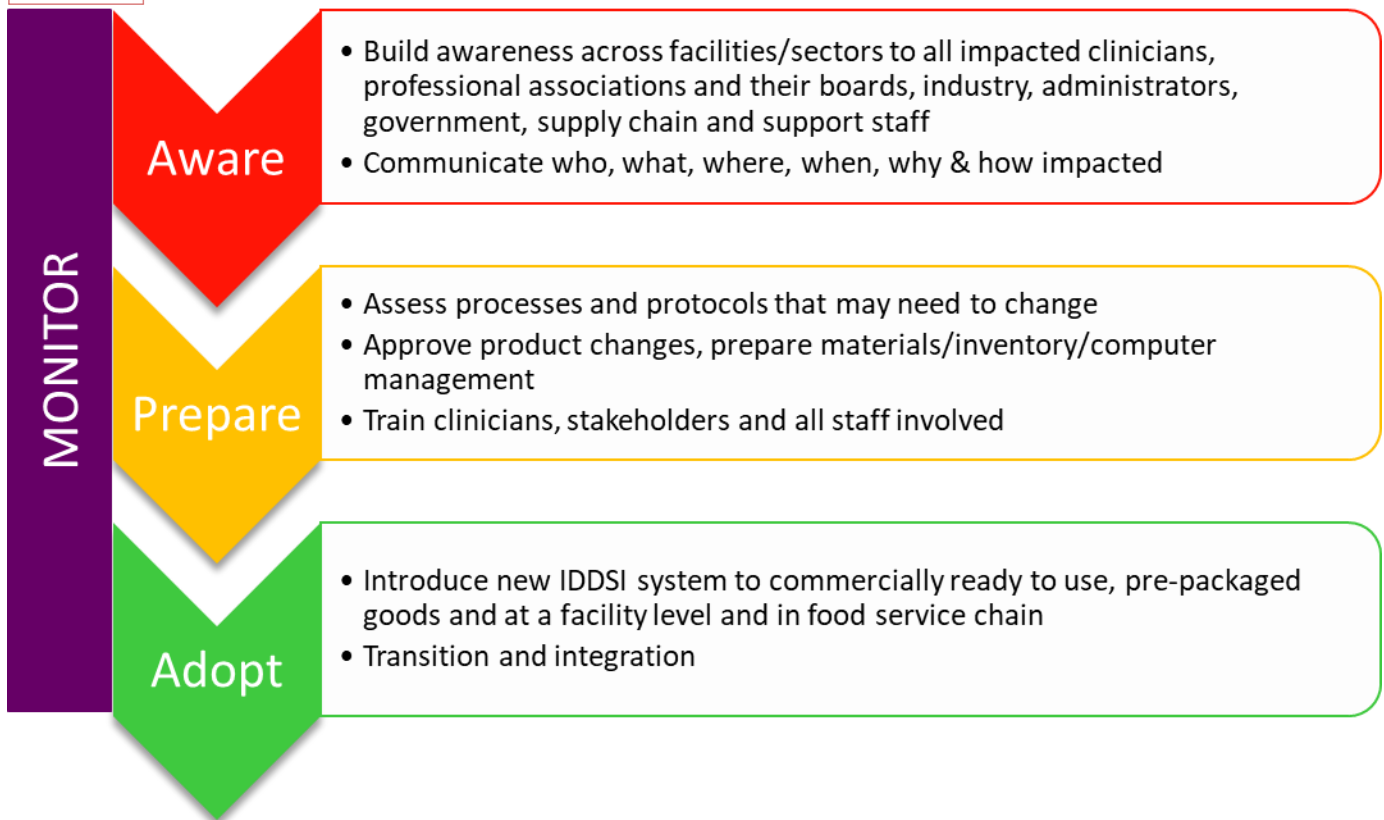 MONITOR
Aware
• Build awareness across facilities/sectors to all impacted clinicians,
professional associations and their boards, industry, administrators,
government, supply chain and support staff
• Communicate who, what, where, when, why & how impacted
Prepare
• Assess processes and protocols that may need to change
• Approve product changes, prepare materials/inventory/computer
management
• Train clinicians, stakeholders and all staff involved
Adopt
• Introduce new IDDSI system to commercially ready to use, pre-packaged
goods and at a facility level and in food service chain
• Transition and integration